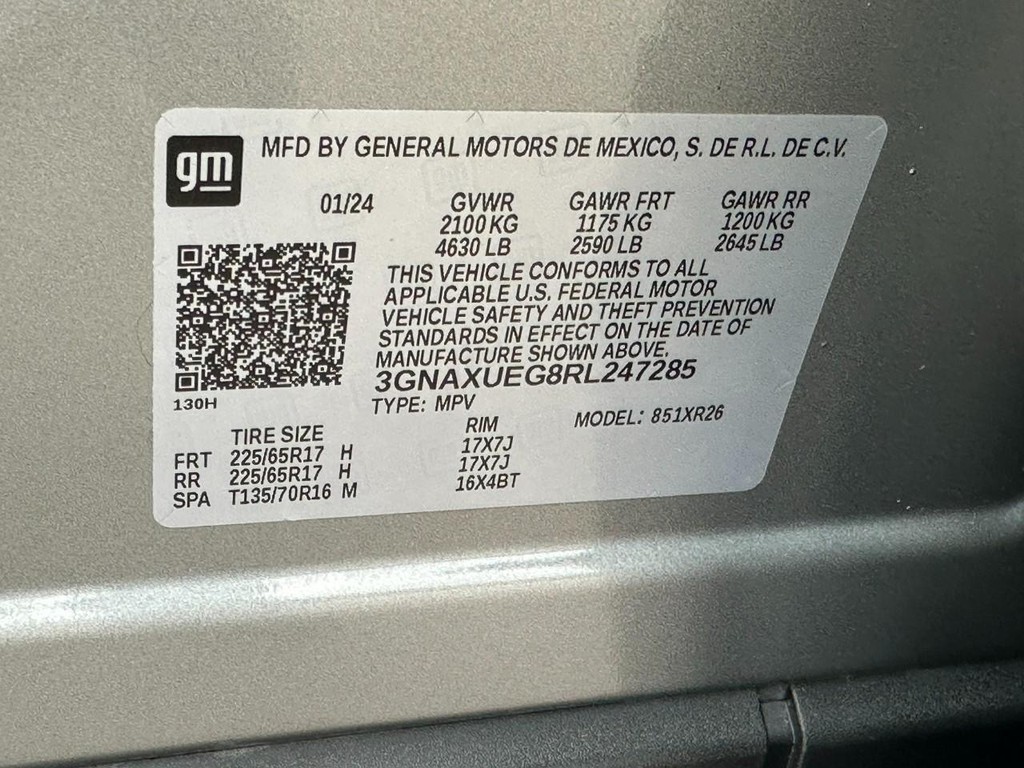 gm
MFD BY GENERAL MOTORS DE MEXICO, S. DE R.L. DE C.V.
01/24 GVWR GAWR FRT GAWR RR
2100 KG 1175 KG 1200 KG
4630 LB 2590 LB 2645 LB
THIS VEHICLE CONFORMS TO ALL
APPLICABLE U.S. FEDERAL MOTOR
VEHICLE SAFETY AND THEFT PREVENTION
STANDARDS IN EFFECT ON THE DATE OF
MANUFACTURE SHOWN ABOVE.
3GNAXUEG8RL247285
130H
TYPE: MPV MODEL: 851XR26
TIRE SIZE RIM
FRT 225/65R17 H 17X7J
RR 225/65R17 H 17X7J
SPA T135/70R16 M 16X4BT